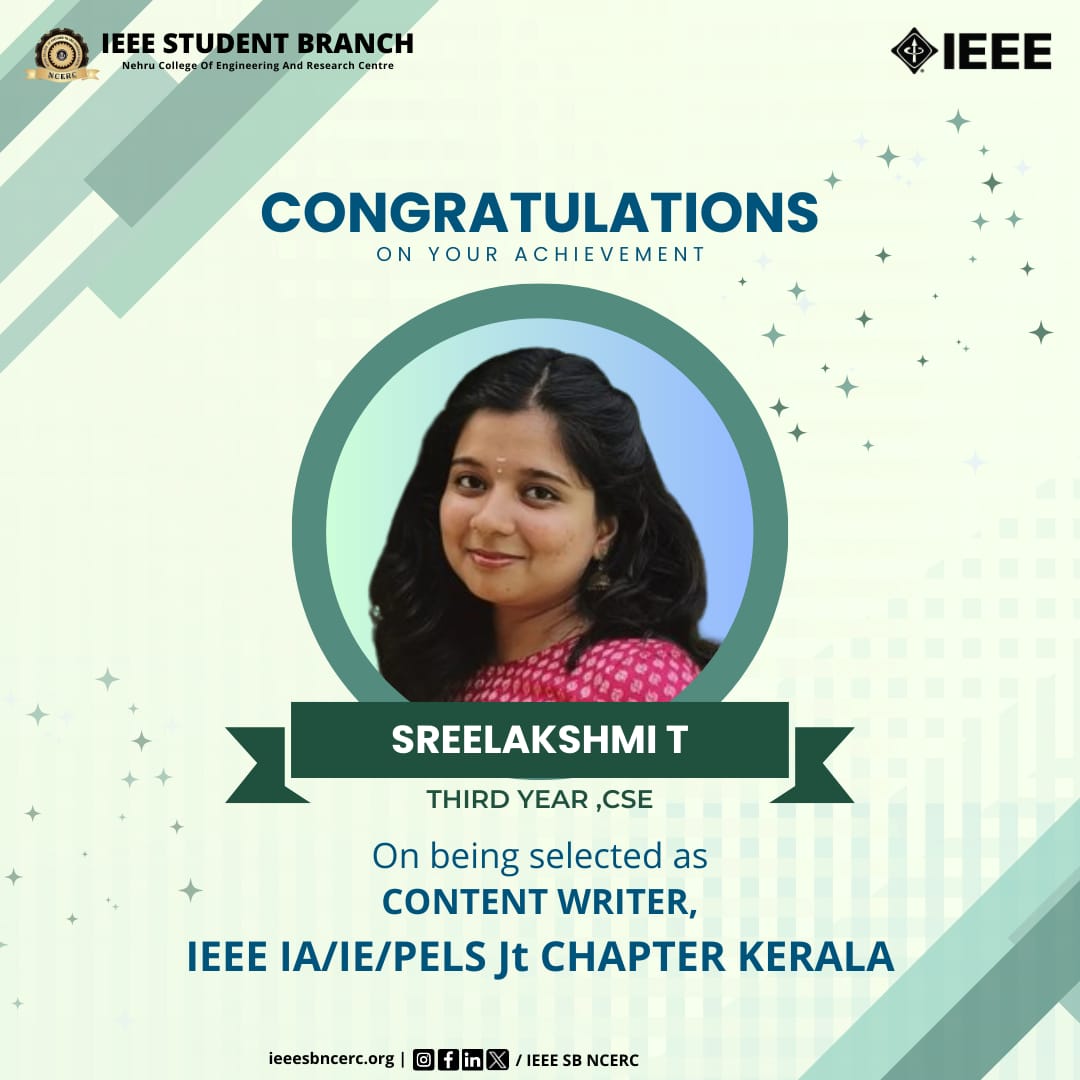 IEEE STUDENT BRANCH
Nehru College Of Engineering And Research Centre
NCERC
IEEE
CONGRATULATIONS
ON YOUR ACHIEVEMENT
SREELAKSHMI T
THIRD YEAR ,CSE
On being selected as
CONTENT WRITER,
IEEE IA/IE/PELS Jt CHAPTER KERALA
ieeesbncerc.org | / IEEE SB NCERC